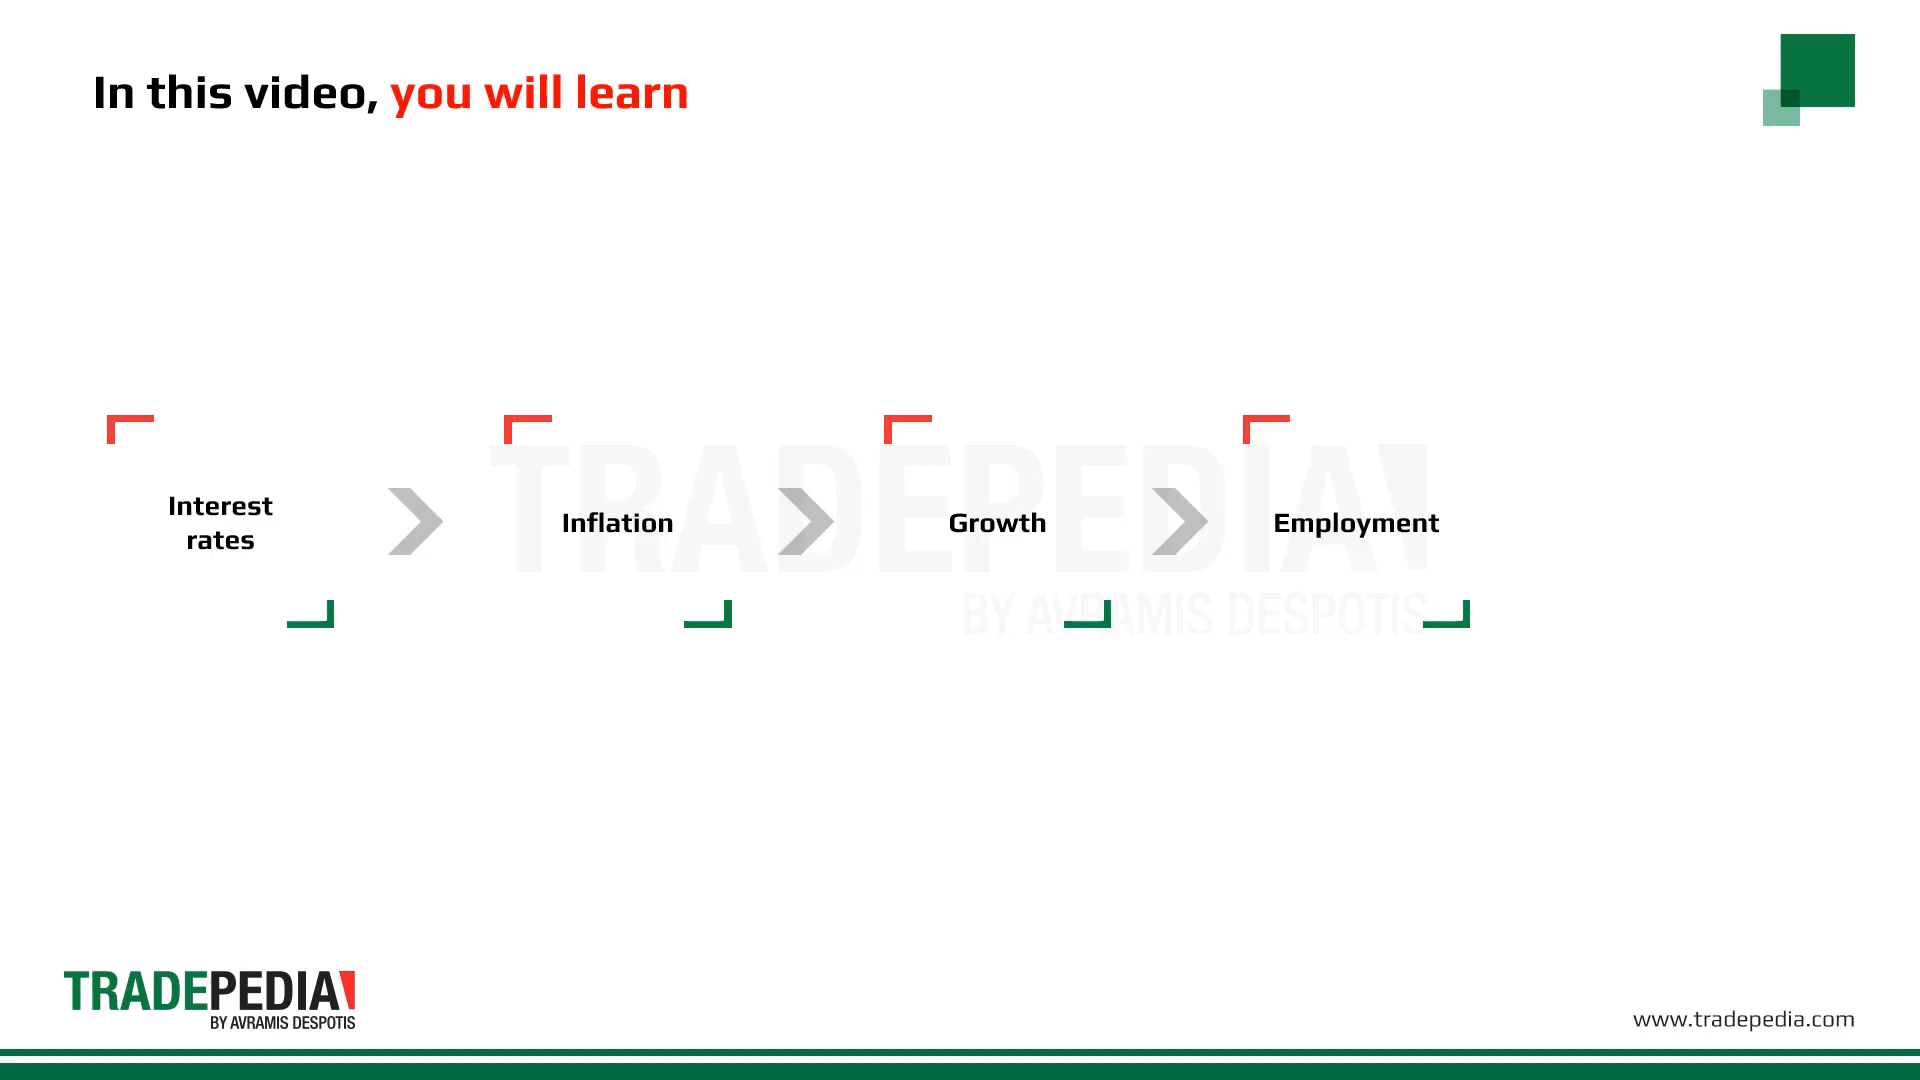 In this video, you will learn
Interest
rates
Inflation
Growth
Employment
TRADEPEDIA
BY AVRAMIS DESPOTIS
TRADEPEDIA
BY AVRAMIS DESPOTIS
www.tradepedia.com